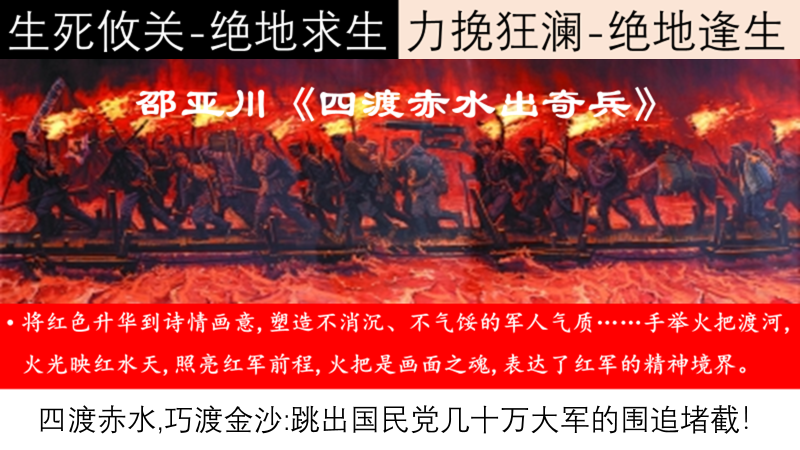 生死攸关-绝地求生
力挽狂澜-绝地逢生
邵亚川《四渡赤水出奇兵》
•将红色升华到诗情画意,塑造不消沉、不气馁的军人气质……手举火把渡河,
火光映红水天,照亮红军前程,火把是画面之魂,表达了红军的精神境界。
四渡赤水,巧渡金沙:跳出国民党几十万大军的围追堵截!